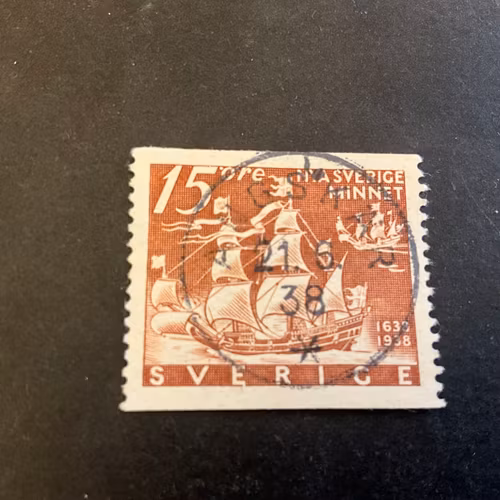 15 öre NYA SVERIGE
MINNET
21. 6.
38
1638
1938
SVERIGE